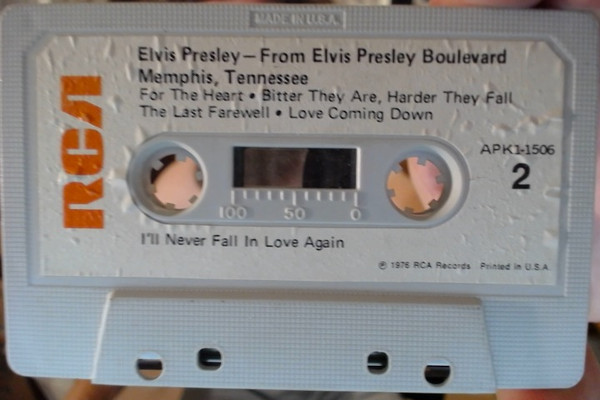 MADE IN U.S.A.
Elvis Presley—From Elvis Presley Boulevard
Memphis, Tennessee
For The Heart • Bitter They Are, Harder They Fall
The Last Farewell • Love Coming Down
RCA
APK1-1506
2
100 50 0
I'll Never Fall In Love Again
℗ 1976 RCA Records Printed in U.S.A.